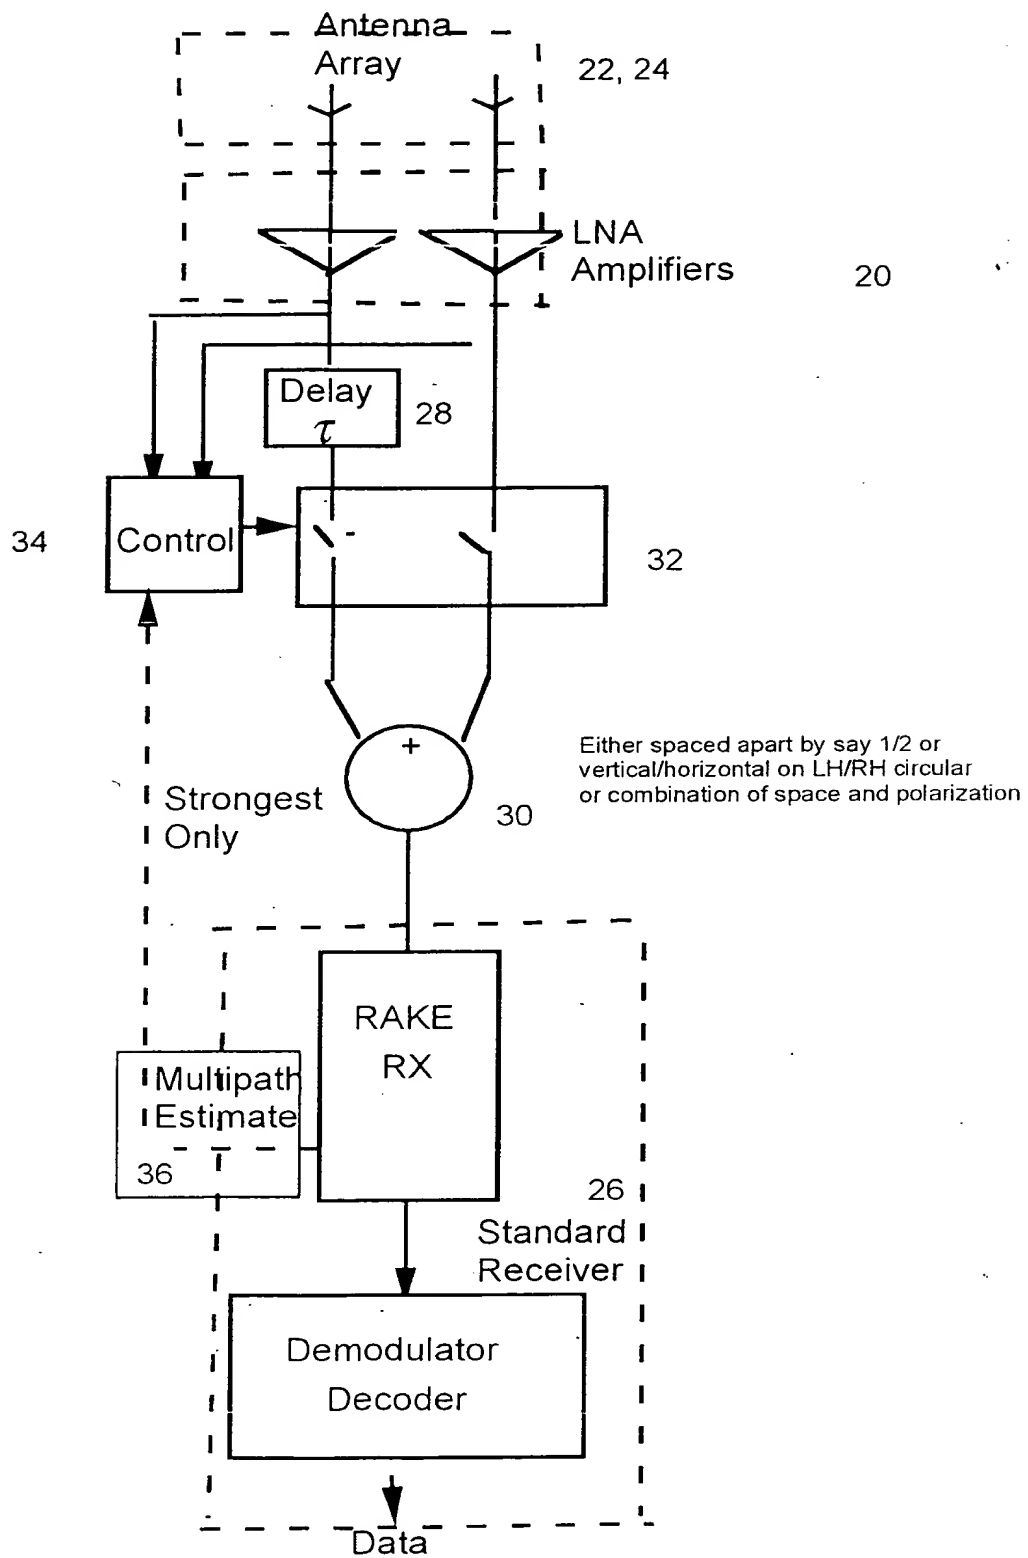 Antenna
Array
22, 24
LNA
Amplifiers
20
Delay
τ
28
Control
34
32
+
30
Either spaced apart by say 1/2 or
vertical/horizontal on LH/RH circular
or combination of space and polarization
Strongest
Only
RAKE
RX
Multipath
Estimate
36
26
Standard
Receiver
Demodulator
Decoder
Data